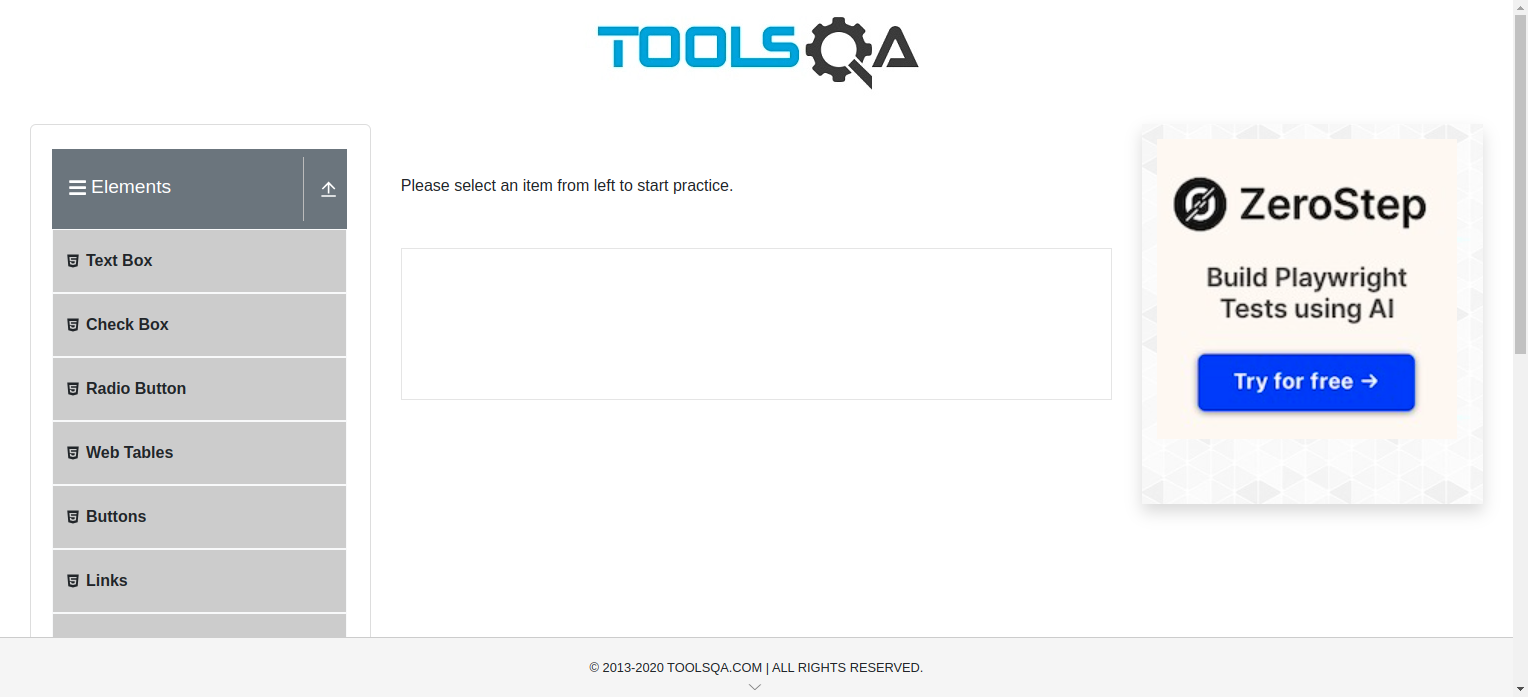 TOOLSQA
Elements
Text Box
Check Box
Radio Button
Web Tables
Buttons
Links
Please select an item from left to start practice.
ZeroStep
Build Playwright
Tests using AI
Try for free →
© 2013-2020 TOOLSQA.COM | ALL RIGHTS RESERVED.